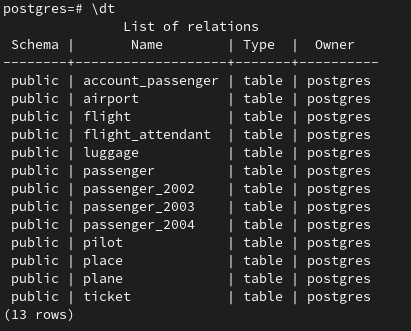 postgres=# \dt
               List of relations
 Schema |       Name        | Type  |  Owner
--------+-------------------+-------+----------
 public | account_passenger | table | postgres
 public | airport           | table | postgres
 public | flight            | table | postgres
 public | flight_attendant  | table | postgres
 public | luggage           | table | postgres
 public | passenger         | table | postgres
 public | passenger_2002    | table | postgres
 public | passenger_2003    | table | postgres
 public | passenger_2004    | table | postgres
 public | pilot             | table | postgres
 public | place             | table | postgres
 public | plane             | table | postgres
 public | ticket            | table | postgres
(13 rows)